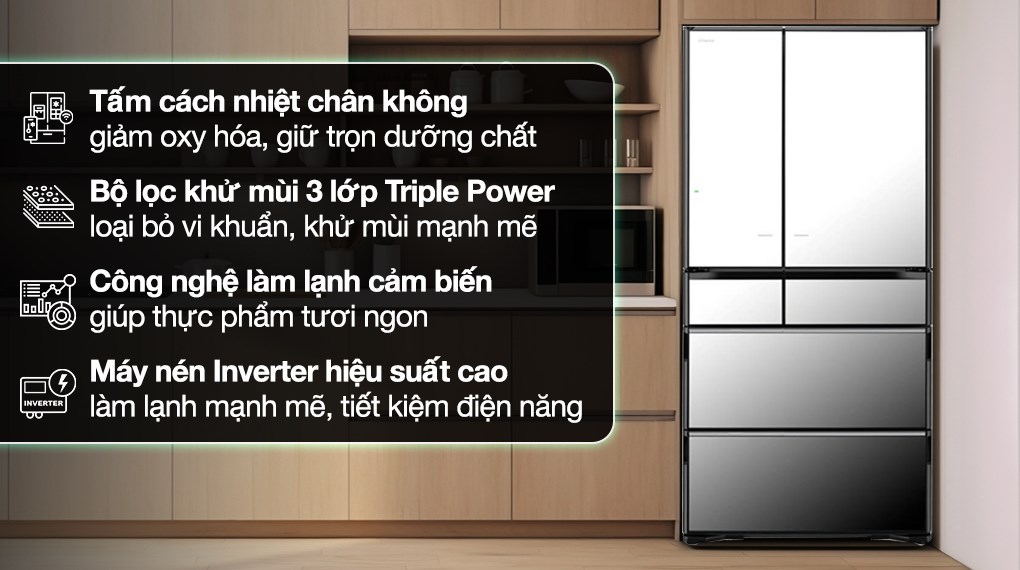 Tấm cách nhiệt chân không
giảm oxy hóa, giữ trọn dưỡng chất
Bộ lọc khử mùi 3 lớp Triple Power
loại bỏ vi khuẩn, khử mùi mạnh mẽ
Công nghệ làm lạnh cảm biến
giúp thực phẩm tươi ngon
INVERTER
Máy nén Inverter hiệu suất cao
làm lạnh mạnh mẽ, tiết kiệm điện năng